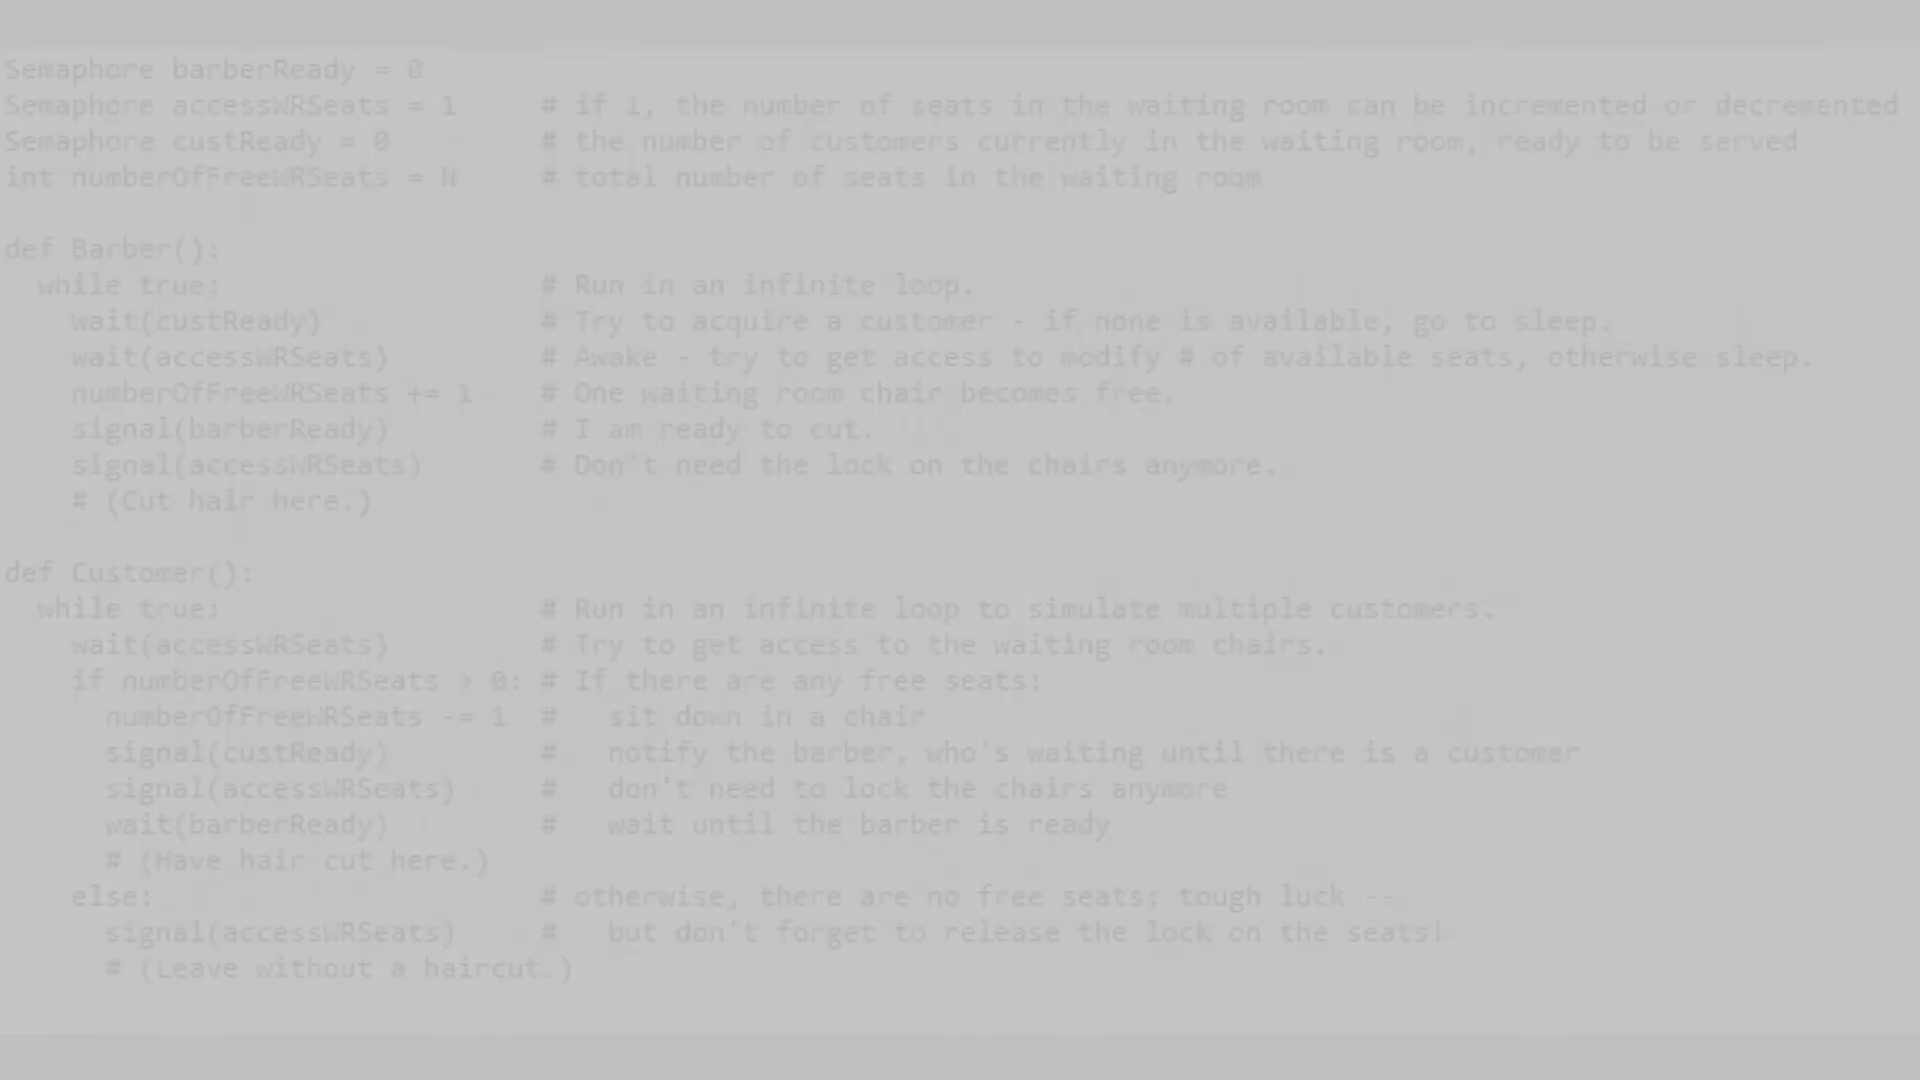 Semaphore barberReady = 0
Semaphore accessWRSeats = 1     # if 1, the number of seats in the waiting room can be incremented or decremented
Semaphore custReady = 0         # the number of customers currently in the waiting room, ready to be served
int numberOfFreeWRSeats = N     # total number of seats in the waiting room
def Barber():
  while true:                   # Run in an infinite loop.
    wait(custReady)             # Try to acquire a customer - if none is available, go to sleep.
    wait(accessWRSeats)         # Awake - try to get access to modify # of available seats, otherwise sleep.
    numberOfFreeWRSeats += 1    # One waiting room chair becomes free.
    signal(barberReady)         # I am ready to cut.
    signal(accessWRSeats)       # Don't need the lock on the chairs anymore.
    # (Cut hair here.)
def Customer():
  while true:                   # Run in an infinite loop to simulate multiple customers.
    wait(accessWRSeats)         # Try to get access to the waiting room chairs.
    if numberOfFreeWRSeats > 0: # If there are any free seats:
      numberOfFreeWRSeats -= 1  #   sit down in a chair
      signal(custReady)         #   notify the barber, who's waiting until there is a customer
      signal(accessWRSeats)     #   don't need to lock the chairs anymore
      wait(barberReady)         #   wait until the barber is ready
      # (Have hair cut here.)
    else:                       # otherwise, there are no free seats; tough luck --
      signal(accessWRSeats)     #   but don't forget to release the lock on the seats!
      # (Leave without a haircut.)